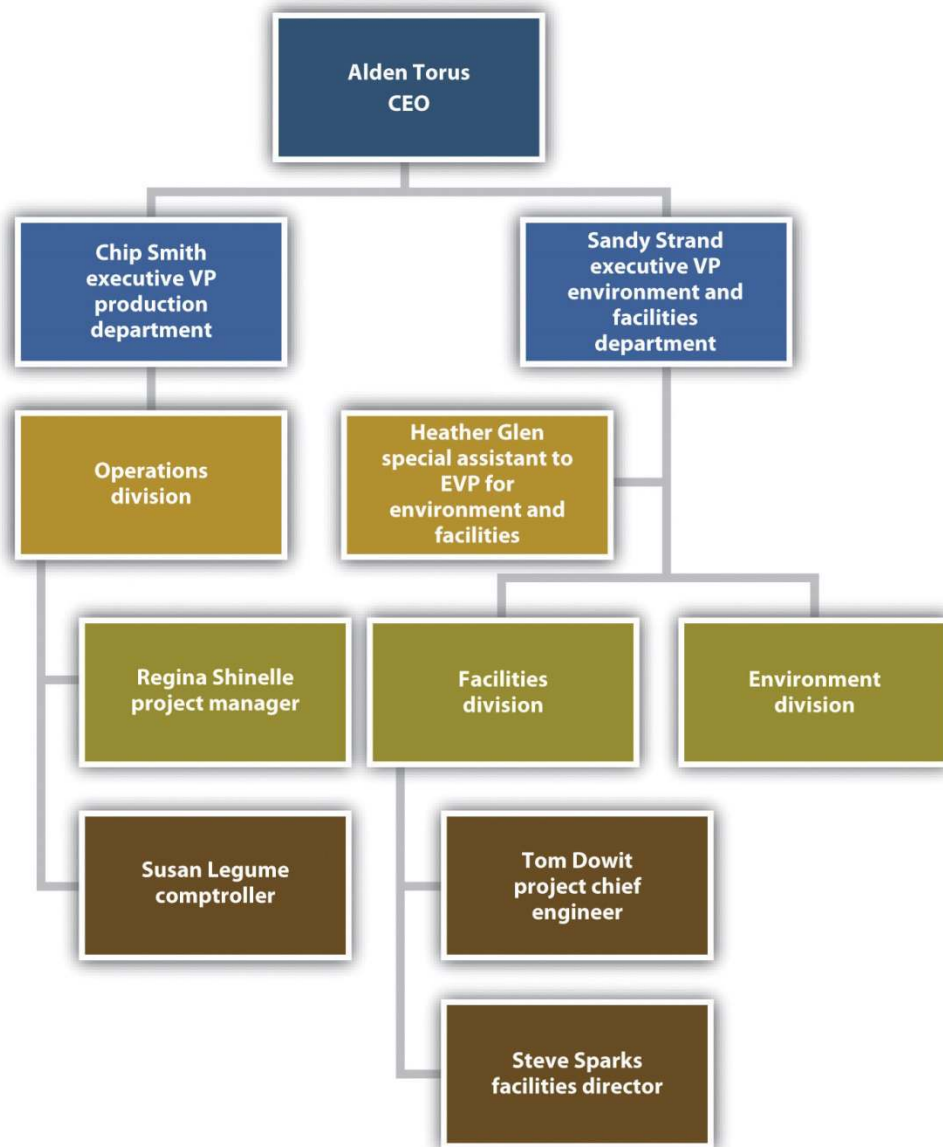 Alden Torus
CEO
Chip Smith
executive VP
production
department
Sandy Strand
executive VP
environment and
facilities
department
Operations
division
Heather Glen
special assistant to
EVP for
environment and
facilities
Regina Shinelle
project manager
Facilities
division
Environment
division
Susan Legume
comptroller
Tom Dowit
project chief
engineer
Steve Sparks
facilities director